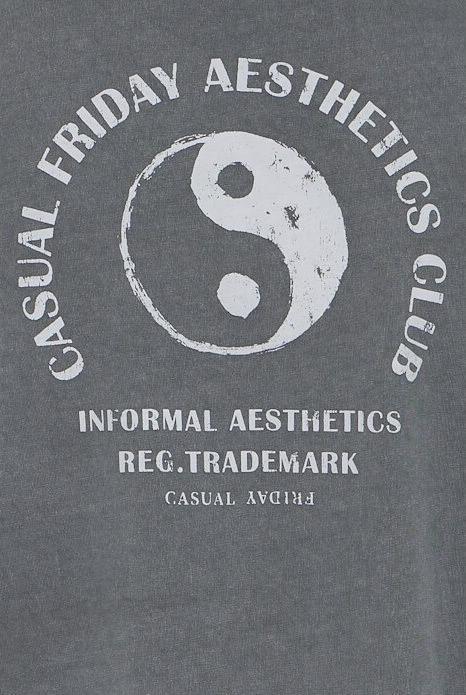 CASUAL FRIDAY AESTHETICS CLUB
INFORMAL AESTHETICS
REG.TRADEMARK
CASUAL FRIDAY